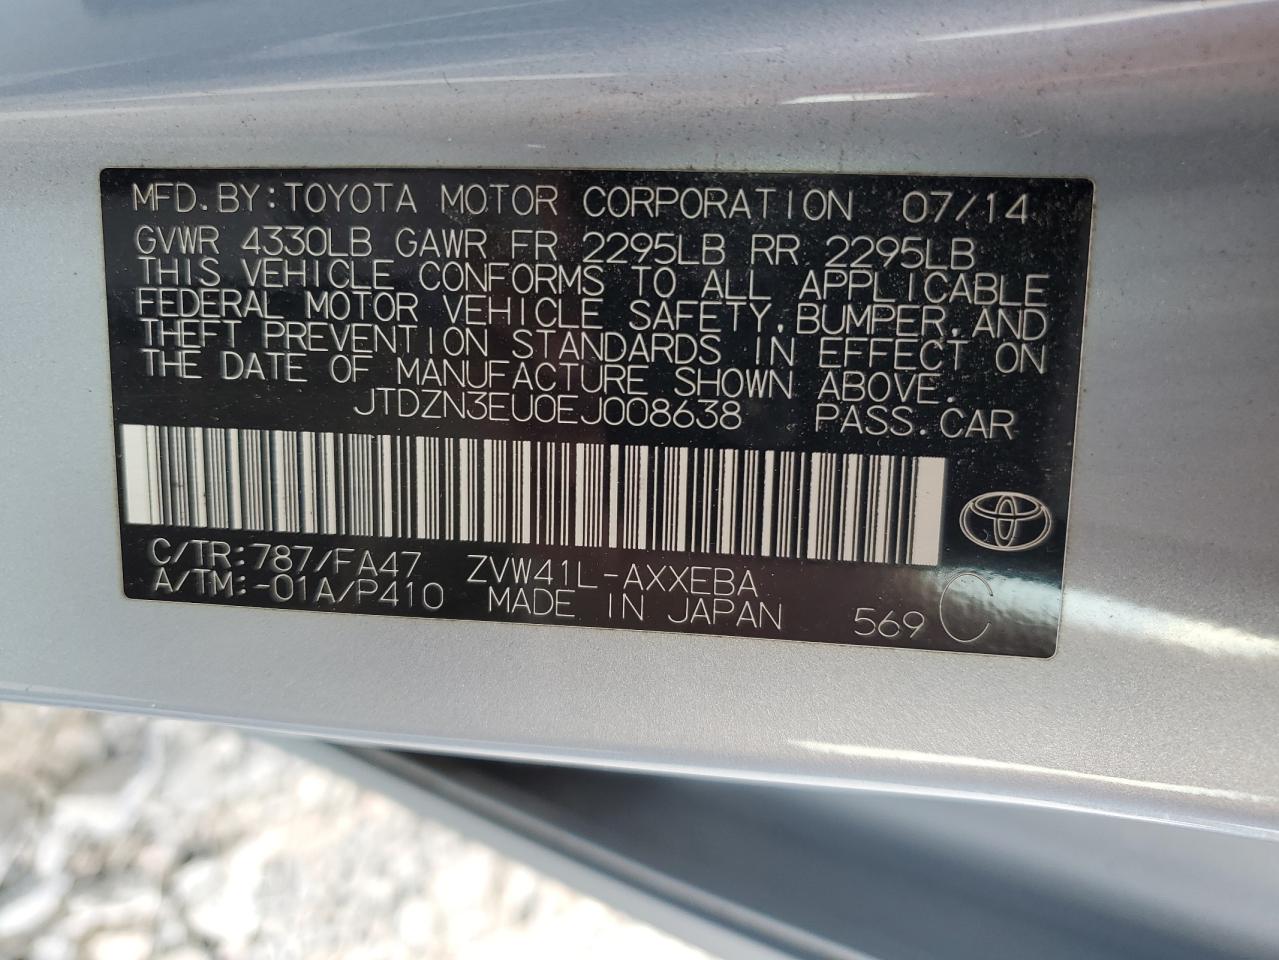 MFD.BY:TOYOTA MOTOR CORPORATION 07/14
GVWR 4330LB GAWR FR 2295LB RR 2295LB
THIS VEHICLE CONFORMS TO ALL APPLICABLE
FEDERAL MOTOR VEHICLE SAFETY,BUMPER,AND
THEFT PREVENTION STANDARDS IN EFFECT ON
THE DATE OF MANUFACTURE SHOWN ABOVE.
JTDZN3EU0EJ008638 PASS.CAR
C/TR:787/FA47 ZVW41L-AXXEBA
A/TM:-01A/P410 MADE IN JAPAN 569 C